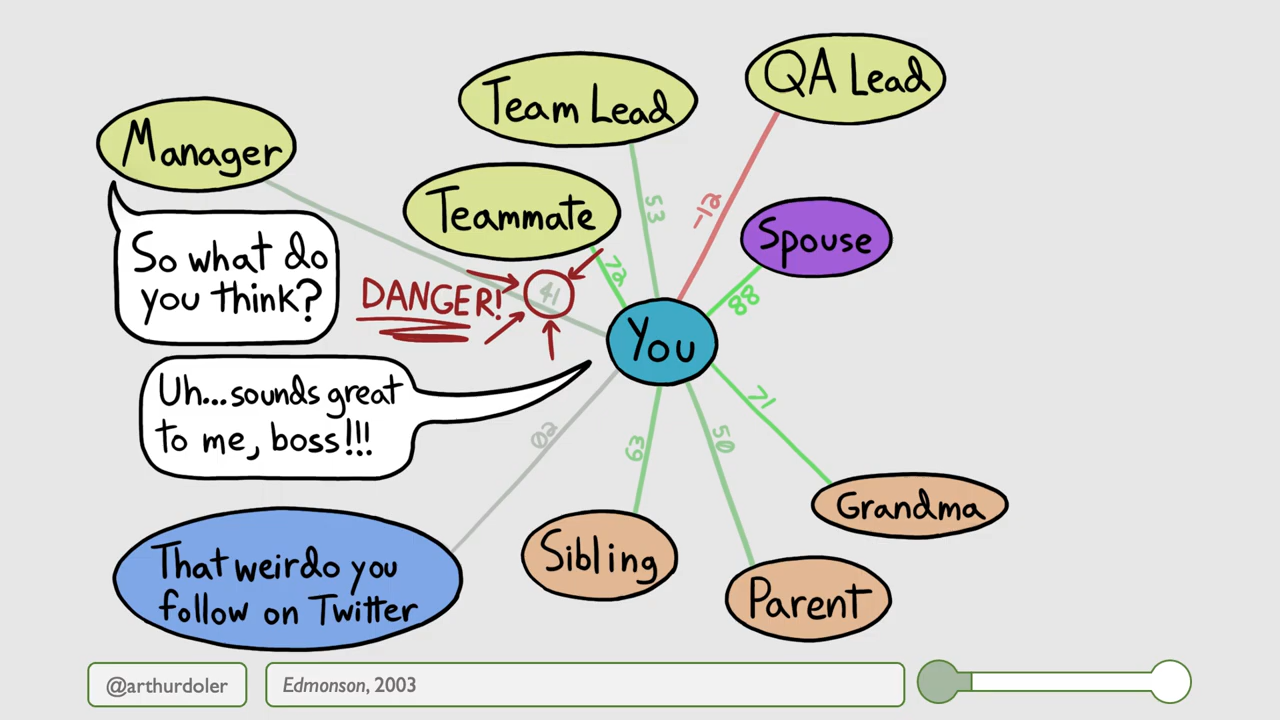 Team Lead
QA Lead
Manager
Teammate
Spouse
So what do
you think?
DANGER!
41
72
53
-12
88
You
Uh...sounds great
to me, boss!!!
02
63
50
71
Grandma
Sibling
Parent
That weirdo you
follow on Twitter
@arthurdoler
Edmonson, 2003